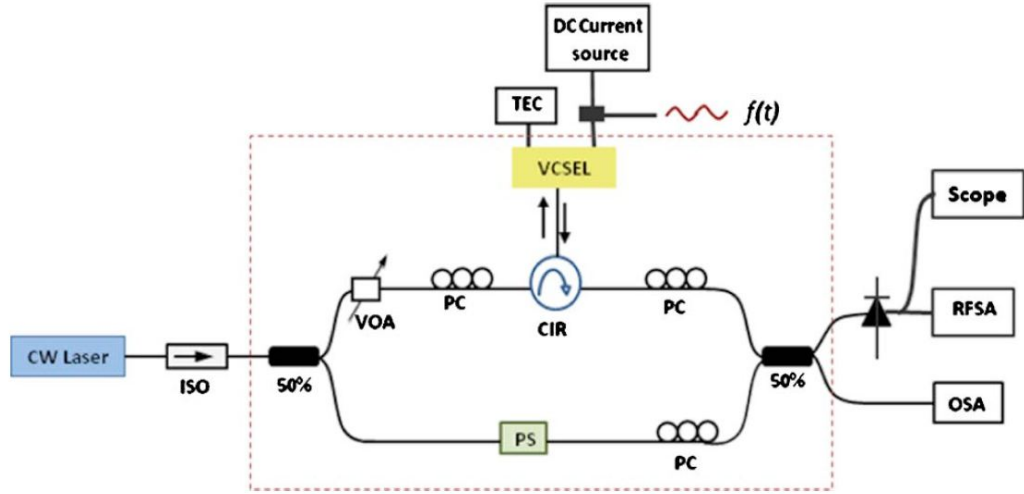 DC Current
source
TEC
f(t)
VCSEL
Scope
PC
PC
VOA
CIR
RFSA
CW Laser
ISO
50%
50%
OSA
PS
PC